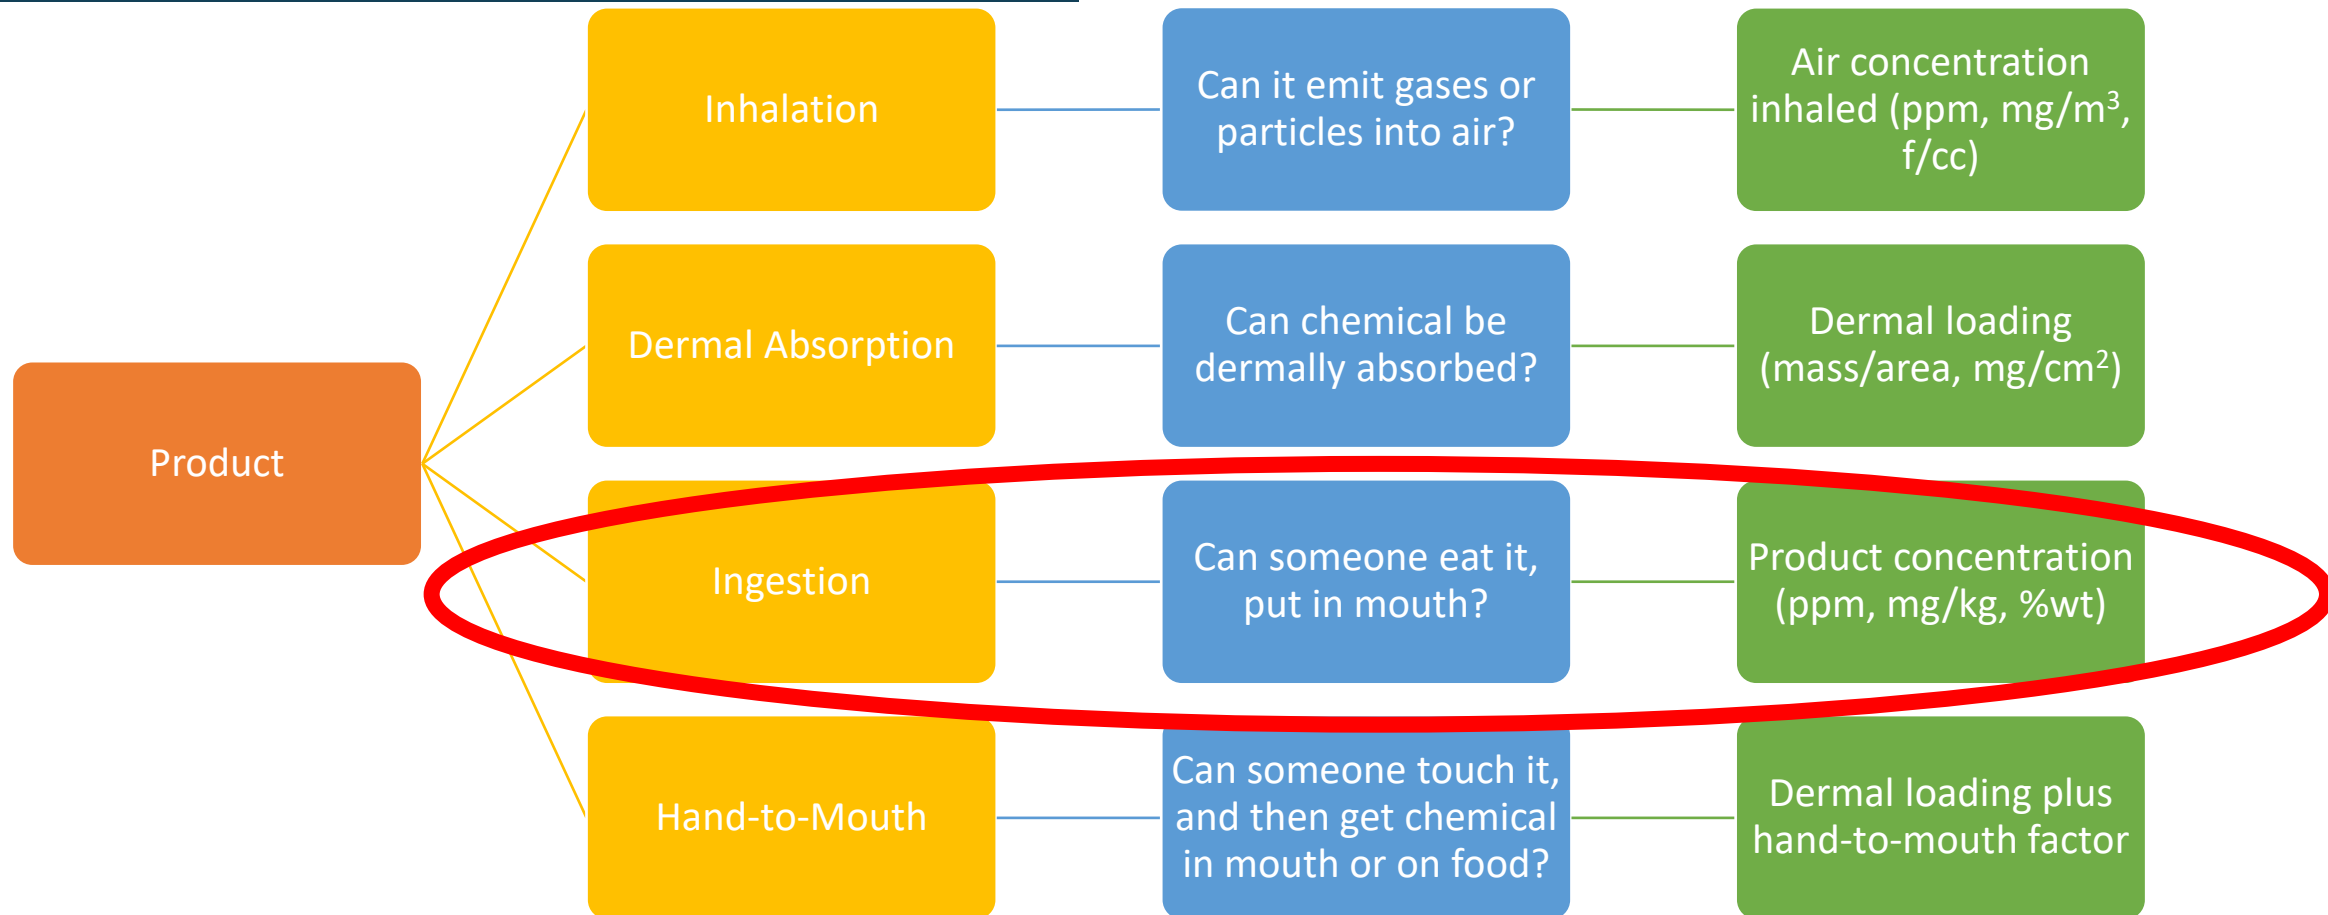 Product
Inhalation
Can it emit gases or
particles into air?
Air concentration
inhaled (ppm, mg/m³,
f/cc)
Dermal Absorption
Can chemical be
dermally absorbed?
Dermal loading
(mass/area, mg/cm²)
Ingestion
Can someone eat it,
put in mouth?
Product concentration
(ppm, mg/kg, %wt)
Hand-to-Mouth
Can someone touch it,
and then get chemical
in mouth or on food?
Dermal loading plus
hand-to-mouth factor